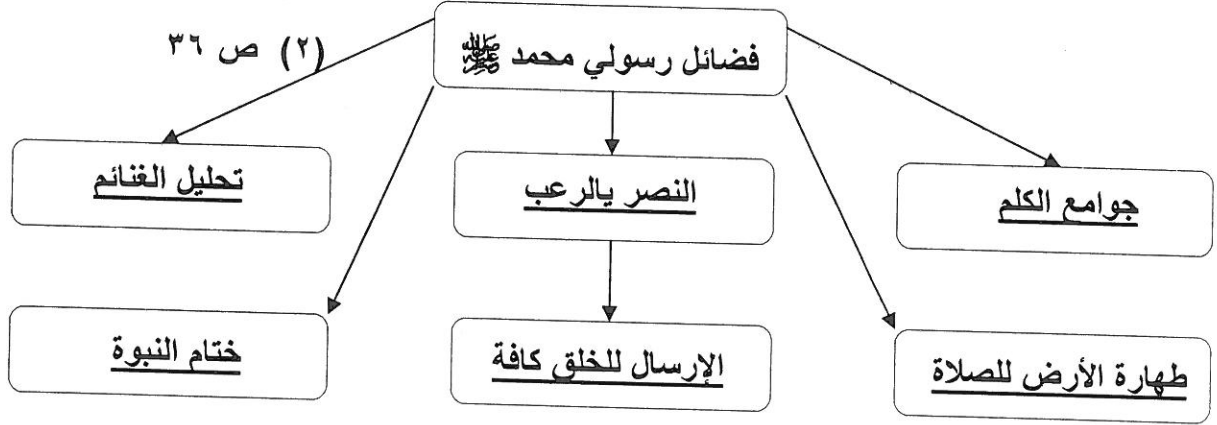 فضائل رسولي محمد ﷺ
(٢) ص ٣٦
جوامع الكلم
النصر يالرعب
تحليل الغنائم
طهارة الأرض للصلاة
الإرسال للخلق كافة
ختام النبوة